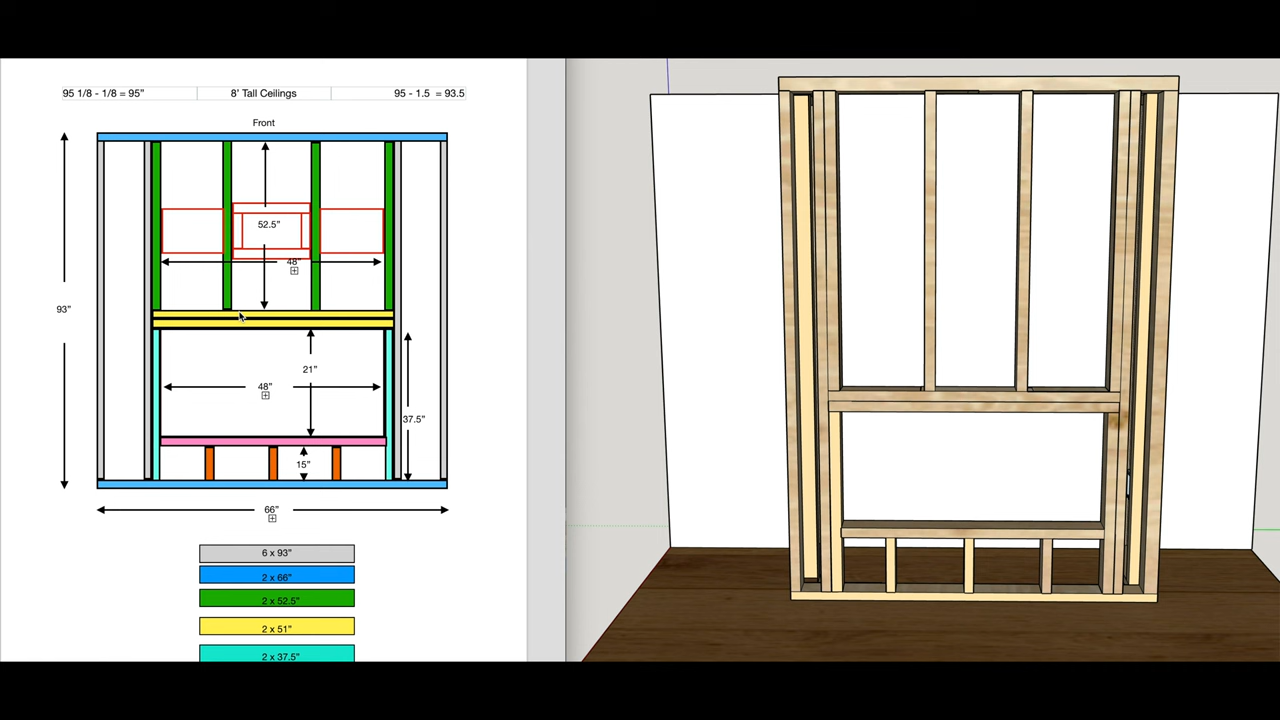 95 1/8 - 1/8 = 95” 8’ Tall Ceilings 95 - 1.5 = 93.5
Front
52.5”
48”
93”
21”
48”
37.5”
15”
66”
6 x 93”
2 x 66”
2 x 52.5”
2 x 51”
2 x 37.5”